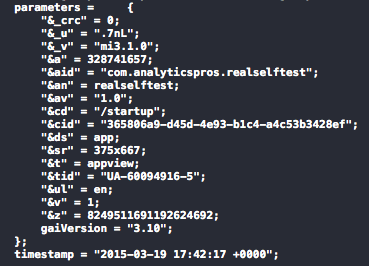 parameters =     {
"&_crc" = 0;
"&_u" = ".7nL";
"&_v" = "mi3.1.0";
"&a" = 328741657;
"&aid" = "com.analyticspros.realselftest";
"&an" = realselftest;
"&av" = "1.0";
"&cd" = "/startup";
"&cid" = "365806a9-d45d-4e93-b1c4-a4c53b3428ef";
"&ds" = app;
"&sr" = 375x667;
"&t" = appview;
"&tid" = "UA-60094916-5";
"&ul" = en;
"&v" = 1;
"&z" = 8249511691192624692;
gaiVersion = "3.10";
};
timestamp = "2015-03-19 17:42:17 +0000";